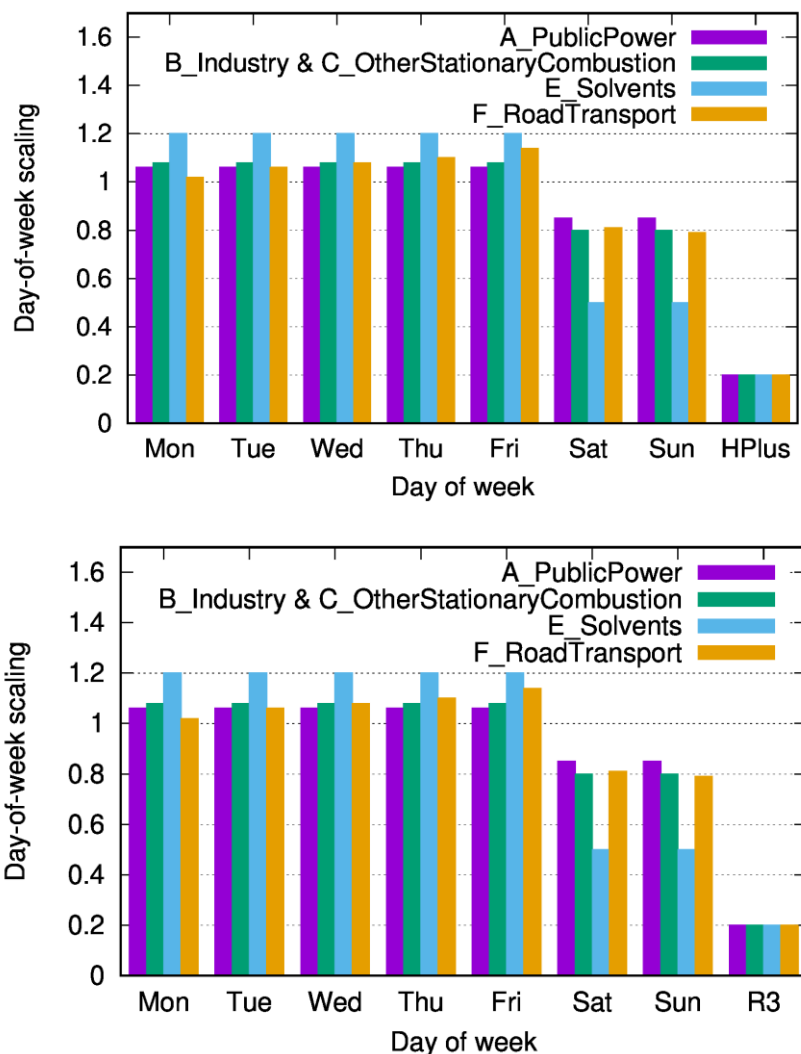 1.6
1.4
1.2
1
0.8
0.6
0.4
0.2
0
Day-of-week scaling
A_PublicPower
B_Industry & C_OtherStationaryCombustion
E_Solvents
F_RoadTransport
Mon Tue Wed Thu Fri Sat Sun HPlus
Day of week
1.6
1.4
1.2
1
0.8
0.6
0.4
0.2
0
Day-of-week scaling
A_PublicPower
B_Industry & C_OtherStationaryCombustion
E_Solvents
F_RoadTransport
Mon Tue Wed Thu Fri Sat Sun R3
Day of week